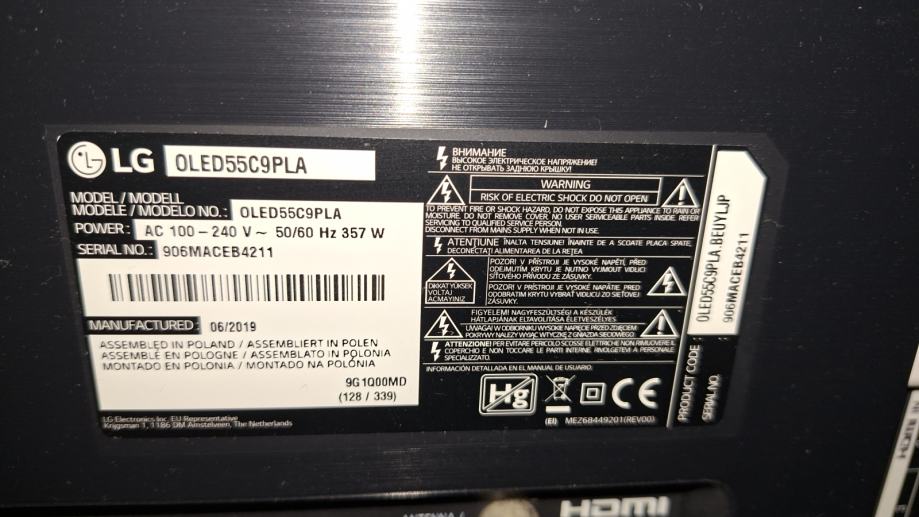 LG OLED55C9PLA
MODEL / MODELL
MODELE / MODELO NO.: OLED55C9PLA
POWER: AC 100-240 V ~ 50/60 Hz 357 W
SERIAL NO.: 906MACEB4211
MANUFACTURED: 06/2019
ASSEMBLED IN POLAND / ASSEMBLIERT IN POLEN
ASSEMBLÉ EN POLOGNE / ASSEMBLATO IN POLONIA
MONTADO EN POLONIA / MONTADO NA POLÓNIA
9G1Q00MD
(128 / 339)
LG Electronics Inc. EU Representative
Krijgsman 1, 1186 DM Amstelveen, The Netherlands
ВНИМАНИЕ
ВЫСОКОЕ ЭЛЕКТРИЧЕСКОЕ НАПРЯЖЕНИЕ!
НЕ ОТКРЫВАТЬ ЗАДНЮЮ КРЫШКУ!
WARNING
RISK OF ELECTRIC SHOCK DO NOT OPEN
TO PREVENT FIRE OR SHOCK HAZARD, DO NOT EXPOSE THIS APPLIANCE TO RAIN OR
MOISTURE. DO NOT REMOVE COVER. NO USER SERVICEABLE PARTS INSIDE. REFER
SERVICING TO QUALIFIED SERVICE PERSON.
DISCONNECT FROM MAINS SUPPLY WHEN NOT IN USE.
ATENŢIUNE ÎNALTA TENSIUNE! ÎNAINTE DE A SCOATE PLACA SPATE,
DECONECTATI ALIMENTAREA DE LA REŢEA
DIKKAT YÜKSEK
VOLTAJ
AÇMAYINIZ
POZOR! V PŘÍSTROJI JE VYSOKÉ NAPĚTÍ, PŘED
ODEJMUTÍM KRYTU JE NUTNO VYJMOUT VIDLICI
SÍŤOVÉHO PŘÍVODU ZE ZÁSUVKY.
POZOR! V PRÍSTROJI JE VYSOKÉ NAPÄTIE, PRED
ODOBRATÍM KRYTU VYBRAŤ VIDLICU ZO SIEŤOVEJ
ZÁSUVKY.
FIGYELEM! NAGYFESZÜLTSÉG! A KÉSZÜLÉK
HÁTLAPJÁNAK ELTAVOLÍTÁSA ÉLETVESZÉLYES.
UWAGA! W ODBIORNIKU WYSOKIE NAPIĘCIE PRZED ZDJĘCIEM
POKRYWY NALEŻY WYJĄĆ WTYCZKĘ Z GNIAZDA SIECIOWEGO.
ATTENZIONE! PER EVITARE PERICOLO SCOSSE ELETTRICHE NON RIMUOVERE IL
COPERCHIO E NON TOCCARE LE PARTI INTERNE. RIVOLGETEVI A PERSONALE
SPECIALIZZATO.
INFORMACIÓN DETALLADA EN EL MANUAL DE USUARIO.
Hg
CE
(EI) MEZ68449201(REV00)
PRODUCT CODE: OLED55C9PLA.BEUYLJP
SERIAL NO. 906MACEB4211
HDMI
ANTENNA /
HDMI